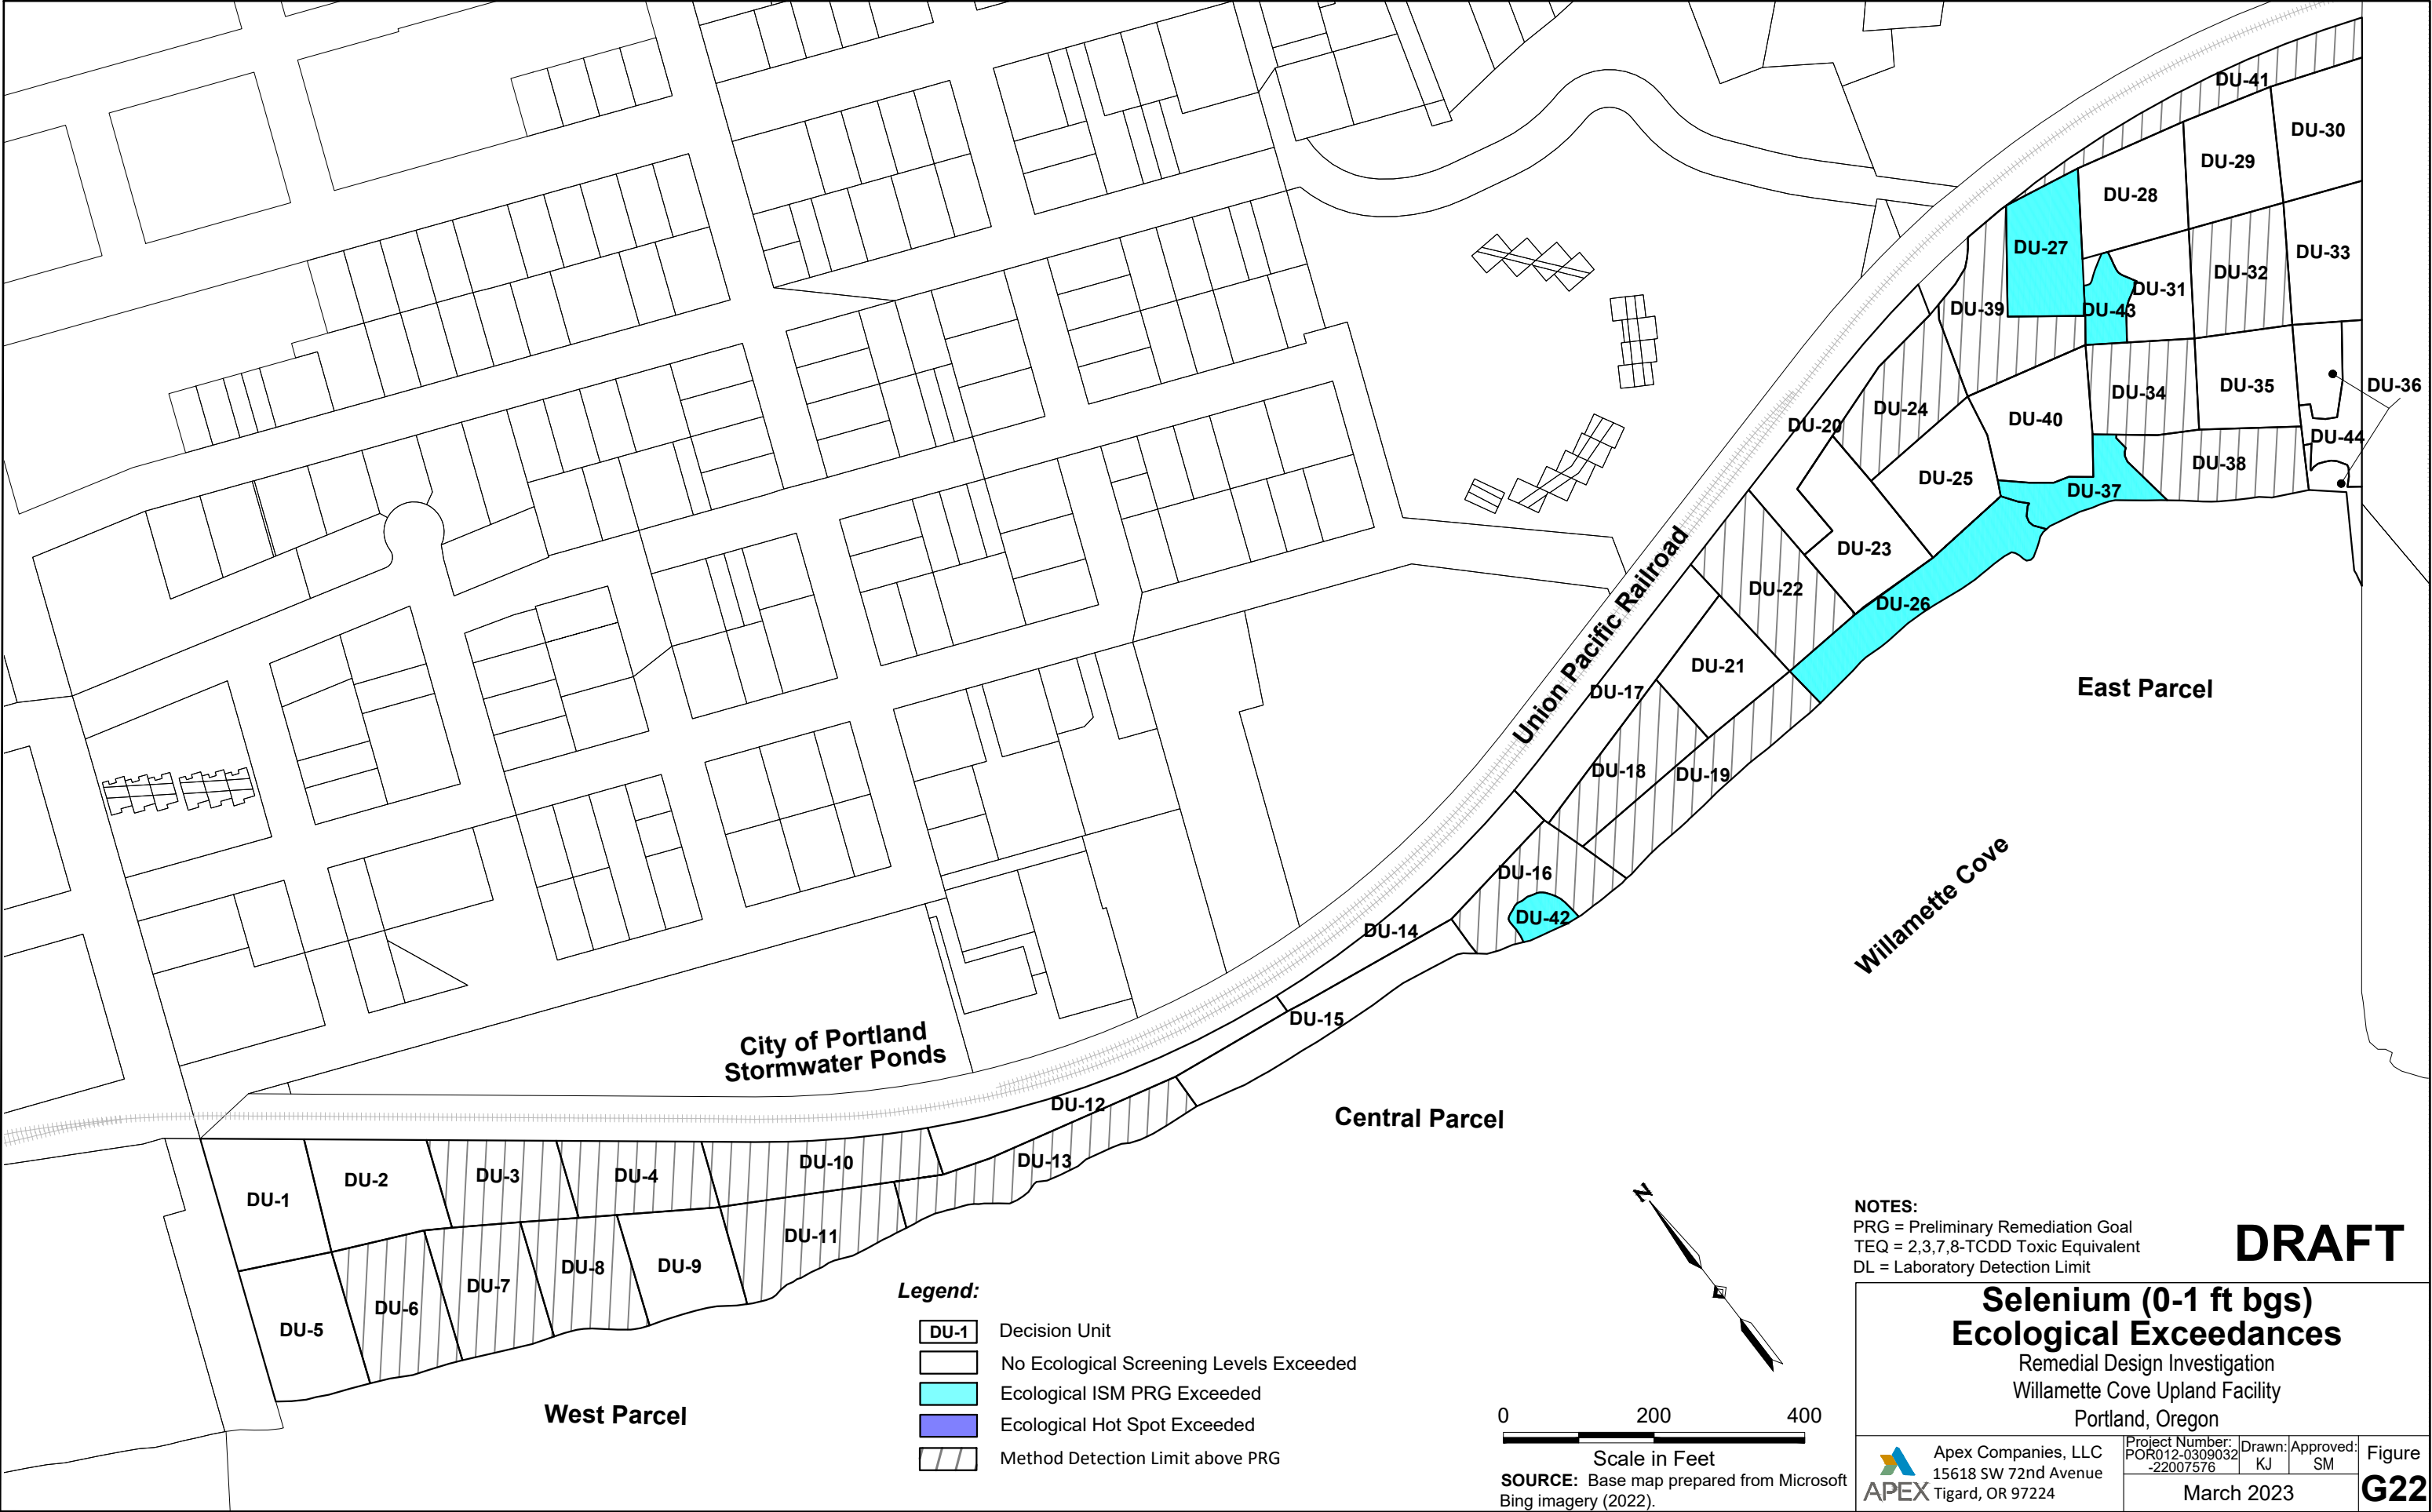 DU-41
DU-30
DU-29
DU-28
DU-27
DU-33
DU-32
DU-31
DU-43
DU-39
DU-36
DU-35
DU-34
DU-24
DU-40
DU-20
DU-44
DU-38
DU-25
DU-37
DU-23
DU-22
DU-26
Union Pacific Railroad
DU-21
East Parcel
DU-17
DU-18
DU-19
DU-16
DU-42
Willamette Cove
DU-14
DU-15
City of Portland
Stormwater Ponds
DU-12
Central Parcel
DU-13
DU-10
DU-4
DU-3
DU-2
DU-1
DU-11
DU-9
DU-8
DU-7
DU-6
DU-5
West Parcel
Legend:
DU-1 Decision Unit
No Ecological Screening Levels Exceeded
Ecological ISM PRG Exceeded
Ecological Hot Spot Exceeded
Method Detection Limit above PRG
N
0 200 400
Scale in Feet
SOURCE: Base map prepared from Microsoft
Bing imagery (2022).
NOTES:
PRG = Preliminary Remediation Goal
TEQ = 2,3,7,8-TCDD Toxic Equivalent
DL = Laboratory Detection Limit
DRAFT
Selenium (0-1 ft bgs)
Ecological Exceedances
Remedial Design Investigation
Willamette Cove Upland Facility
Portland, Oregon
APEX
Apex Companies, LLC
15618 SW 72nd Avenue
Tigard, OR 97224
Project Number:
POR012-0309032
-22007576
Drawn:
KJ
Approved:
SM
March 2023
Figure
G22